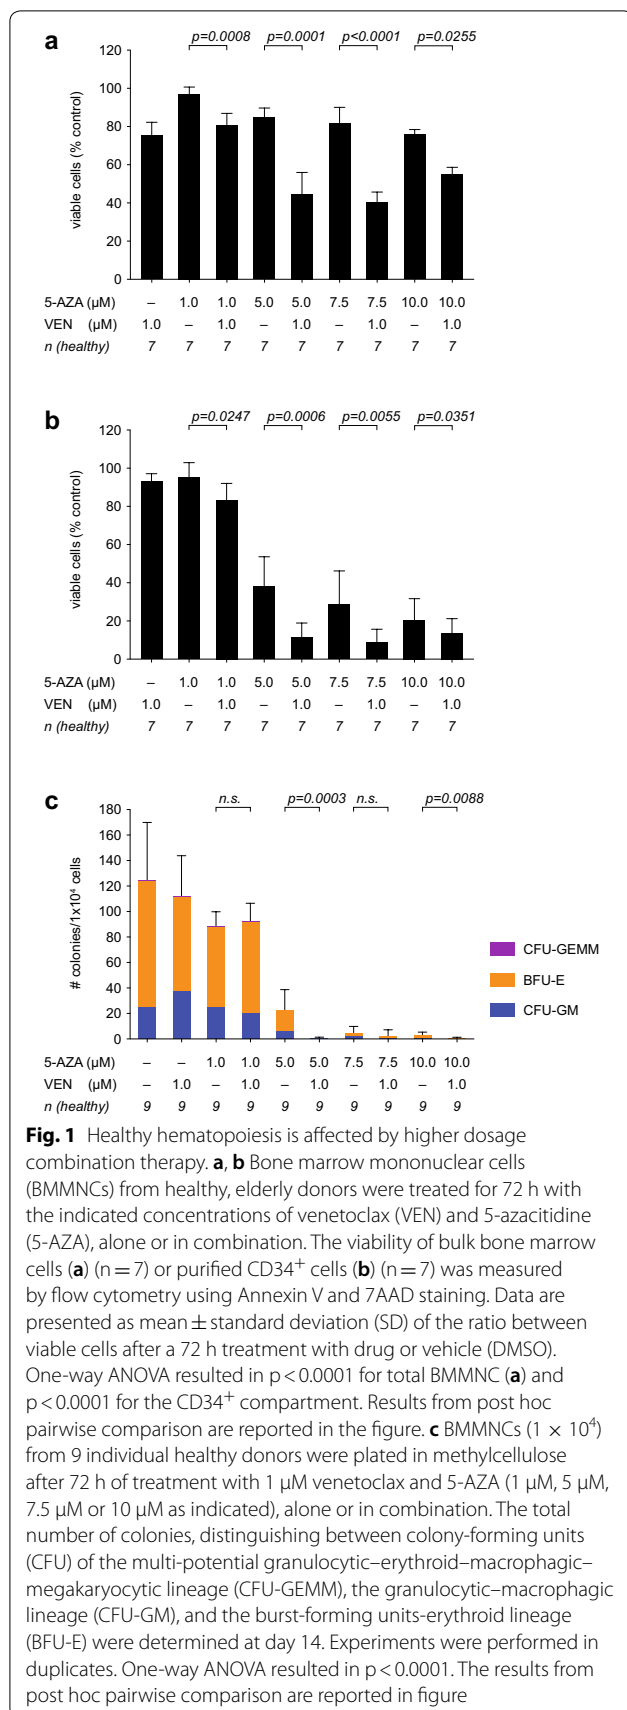 a
p=0.0008 p=0.0001 p<0.0001 p=0.0255
120
100
80
60
40
20
0
viable cells (% control)
5-AZA (µM) – 1.0 1.0 5.0 5.0 7.5 7.5 10.0 10.0
VEN (µM) 1.0 – 1.0 – 1.0 – 1.0 – 1.0
n (healthy) 7 7 7 7 7 7 7 7 7
b
p=0.0247 p=0.0006 p=0.0055 p=0.0351
120
100
80
60
40
20
0
viable cells (% control)
5-AZA (µM) – 1.0 1.0 5.0 5.0 7.5 7.5 10.0 10.0
VEN (µM) 1.0 – 1.0 – 1.0 – 1.0 – 1.0
n (healthy) 7 7 7 7 7 7 7 7 7
c
n.s. p=0.0003 n.s. p=0.0088
180
160
140
120
100
80
60
40
20
0
# colonies/1x10⁴ cells
CFU-GEMM
BFU-E
CFU-GM
5-AZA (µM) – – 1.0 1.0 5.0 5.0 7.5 7.5 10.0 10.0
VEN (µM) – 1.0 – 1.0 – 1.0 – 1.0 – 1.0
n (healthy) 9 9 9 9 9 9 9 9 9 9
Fig. 1 Healthy hematopoiesis is affected by higher dosage
combination therapy. a, b Bone marrow mononuclear cells
(BMMNCs) from healthy, elderly donors were treated for 72 h with
the indicated concentrations of venetoclax (VEN) and 5-azacitidine
(5-AZA), alone or in combination. The viability of bulk bone marrow
cells (a) (n = 7) or purified CD34⁺ cells (b) (n = 7) was measured
by flow cytometry using Annexin V and 7AAD staining. Data are
presented as mean ± standard deviation (SD) of the ratio between
viable cells after a 72 h treatment with drug or vehicle (DMSO).
One-way ANOVA resulted in p < 0.0001 for total BMMNC (a) and
p < 0.0001 for the CD34⁺ compartment. Results from post hoc
pairwise comparison are reported in the figure. c BMMNCs (1 × 10⁴)
from 9 individual healthy donors were plated in methylcellulose
after 72 h of treatment with 1 µM venetoclax and 5-AZA (1 µM, 5 µM,
7.5 µM or 10 µM as indicated), alone or in combination. The total
number of colonies, distinguishing between colony-forming units
(CFU) of the multi-potential granulocytic–erythroid–macrophagic–
megakaryocytic lineage (CFU-GEMM), the granulocytic–macrophagic
lineage (CFU-GM), and the burst-forming units-erythroid lineage
(BFU-E) were determined at day 14. Experiments were performed in
duplicates. One-way ANOVA resulted in p < 0.0001. The results from
post hoc pairwise comparison are reported in figure